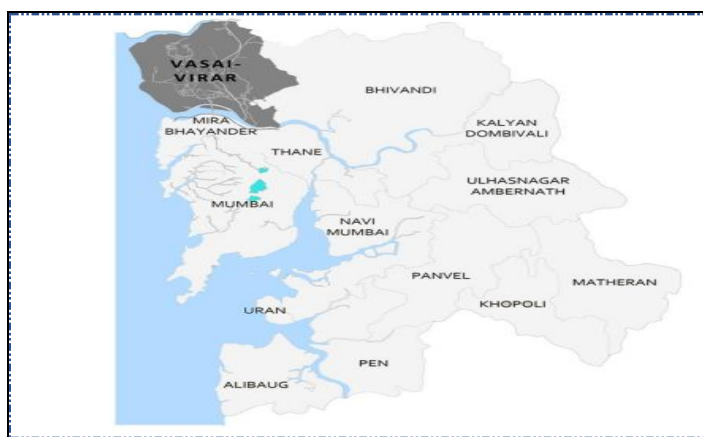 VASAI-
VIRAR
BHIVANDI
MIRA
BHAYANDER
KALYAN
DOMBIVALI
THANE
ULHASNAGAR
AMBERNATH
MUMBAI
NAVI
MUMBAI
PANVEL
MATHERAN
KHOPOLI
URAN
PEN
ALIBAUG